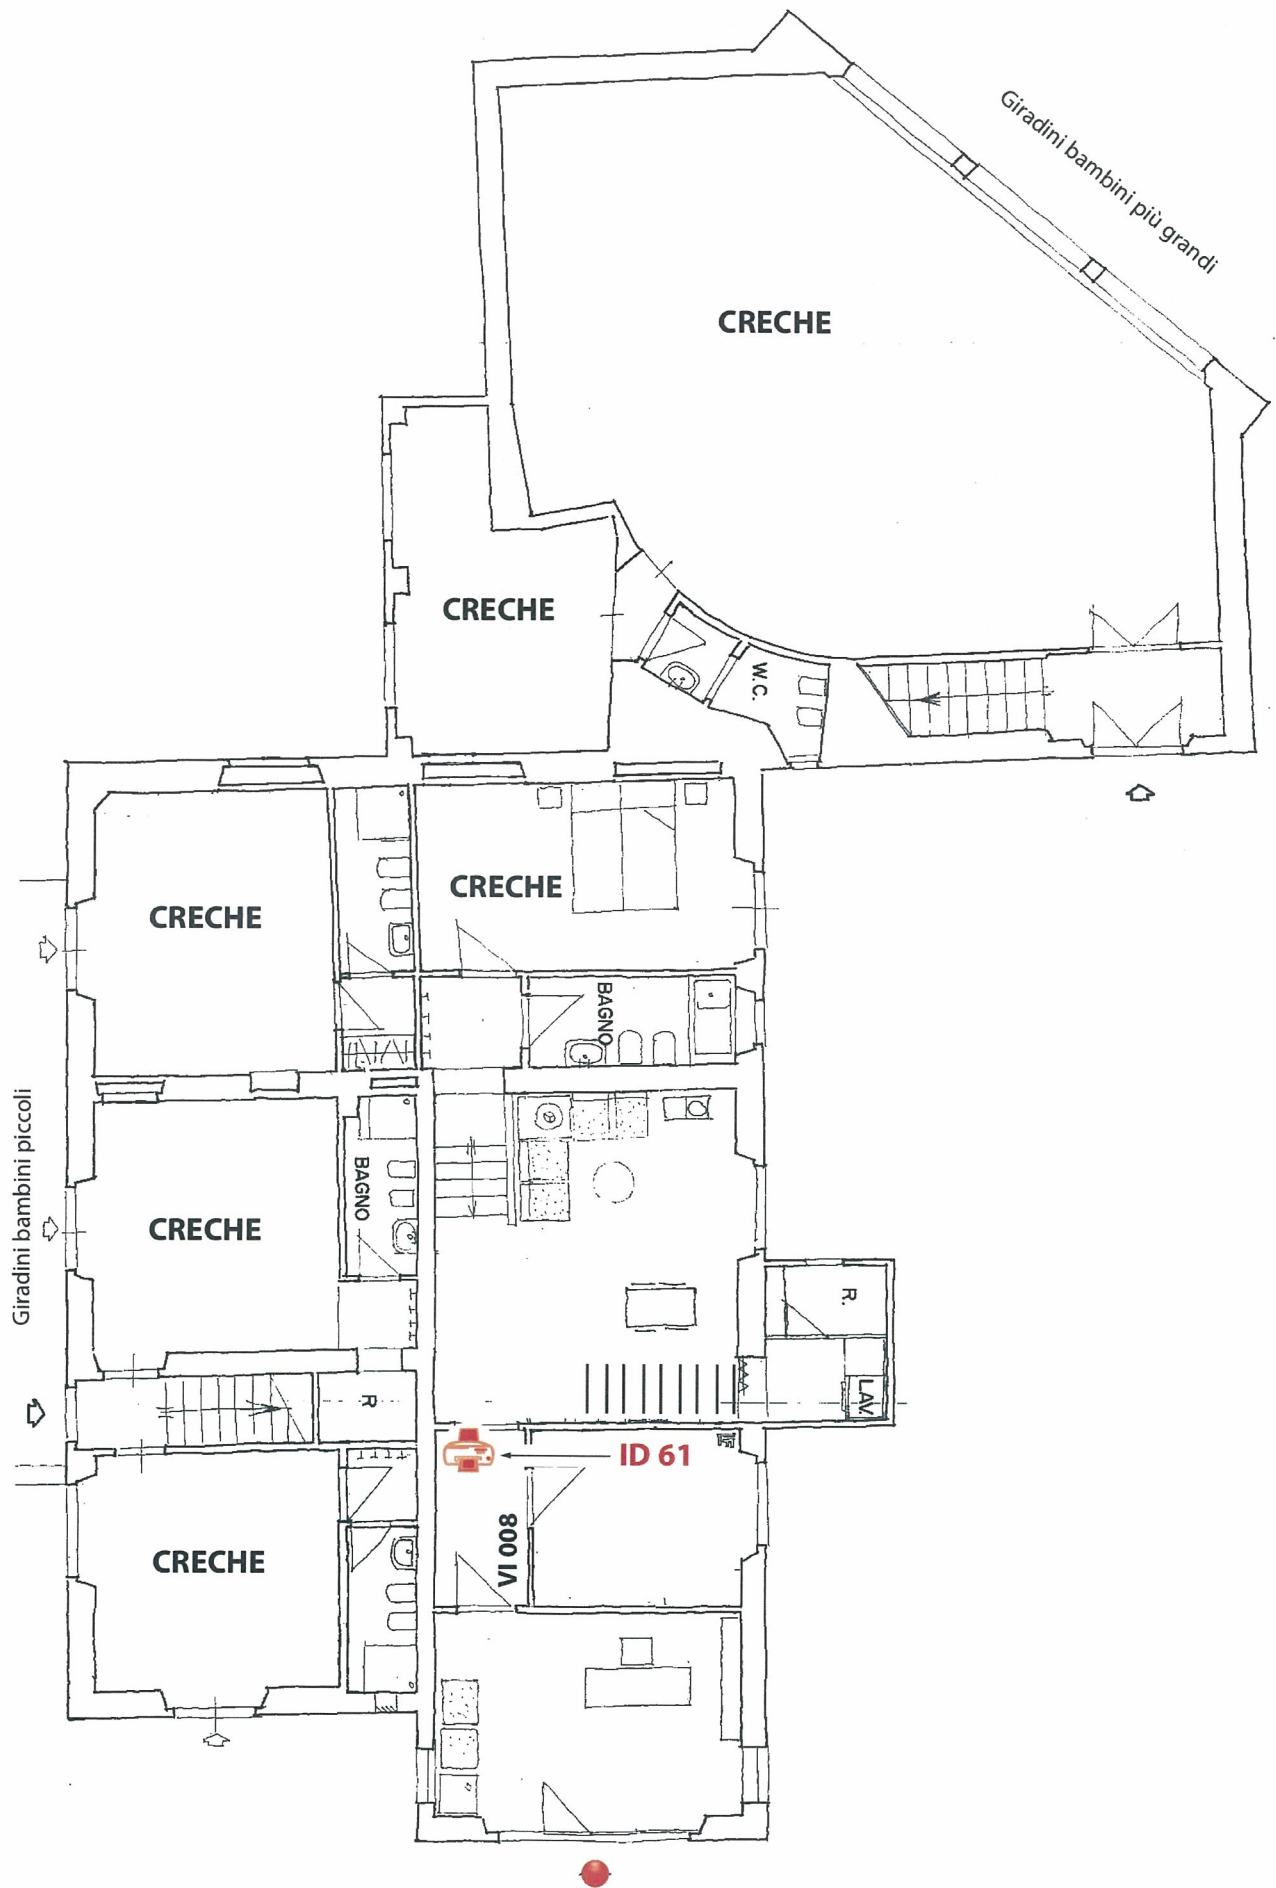 Giradini bambini più grandi
CRECHE
CRECHE
W.C.
CRECHE
CRECHE
BAGNO
Giradini bambini piccoli
BAGNO
CRECHE
R.
LAV.
R
ID 61
VI 008
CRECHE